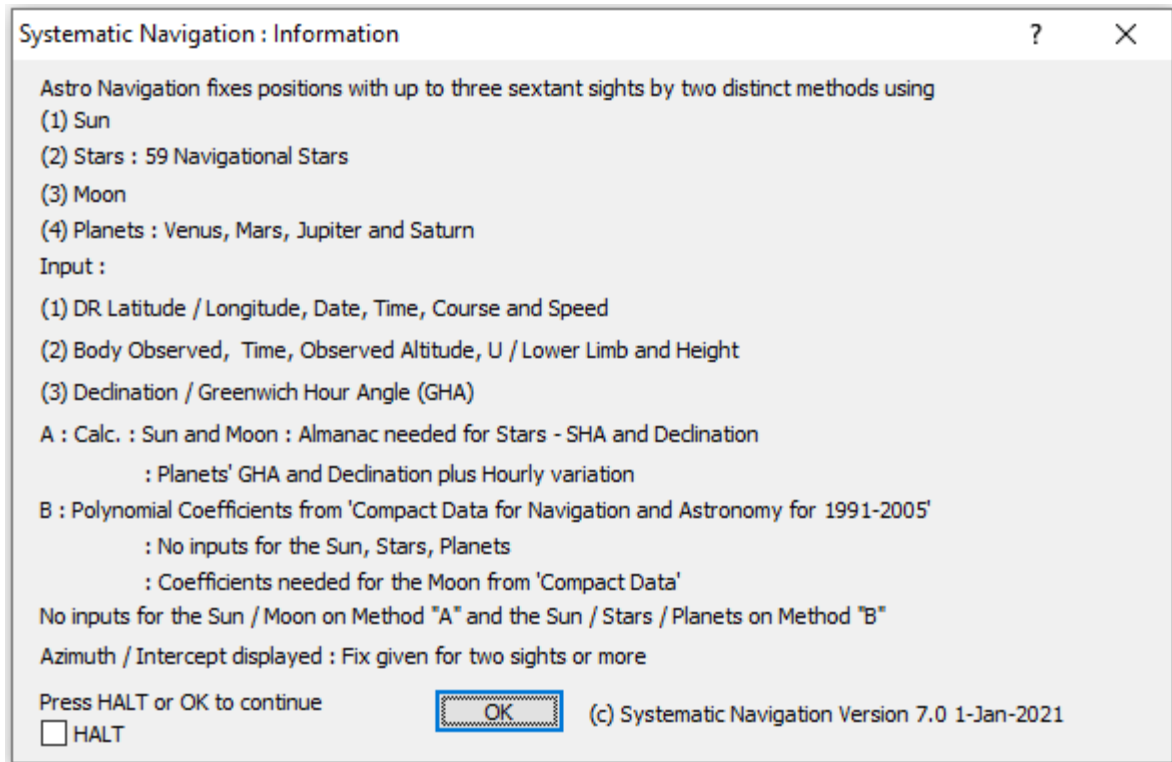 Systematic Navigation : Information
Astro Navigation fixes positions with up to three sextant sights by two distinct methods using
(1) Sun
(2) Stars : 59 Navigational Stars
(3) Moon
(4) Planets : Venus, Mars, Jupiter and Saturn
Input :
(1) DR Latitude / Longitude, Date, Time, Course and Speed
(2) Body Observed,  Time, Observed Altitude, U / Lower Limb and Height
(3) Declination / Greenwich Hour Angle (GHA)
A : Calc. : Sun and Moon : Almanac needed for Stars - SHA and Declination
: Planets' GHA and Declination plus Hourly variation
B : Polynomial Coefficients from 'Compact Data for Navigation and Astronomy for 1991-2005'
: No inputs for the Sun, Stars, Planets
: Coefficients needed for the Moon from 'Compact Data'
No inputs for the Sun / Moon on Method "A" and the Sun / Stars / Planets on Method "B"
Azimuth / Intercept displayed : Fix given for two sights or more
Press HALT or OK to continue
HALT
OK
(c) Systematic Navigation Version 7.0 1-Jan-2021